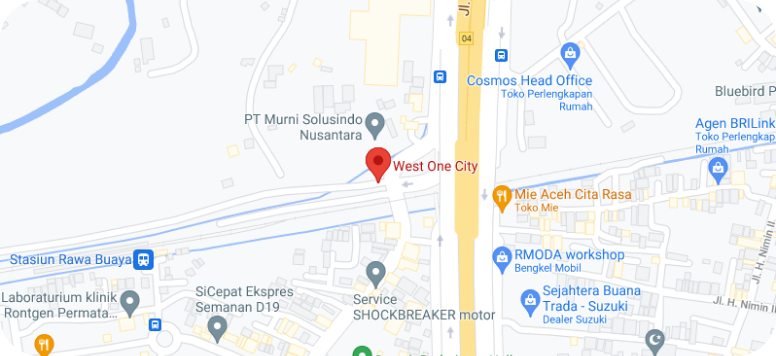 Jl.
04
Cosmos Head Office
Toko Perlengkapan
Rumah
Bluebird P
PT Murni Solusindo
Nusantara
Agen BRILink
Toko Perlengkap
Rumah
West One City
Mie Aceh Cita Rasa
Toko Mie
Stasiun Rawa Buaya
RMODA workshop
Bengkel Mobil
Jl. H. Nimin II.
Laboraturium klinik
Rontgen Permata...
SiCepat Ekspres
Semanan D19
Service
SHOCKBREAKER motor
Sejahtera Buana
Trada - Suzuki
Dealer Suzuki
Jl. H. Nimin